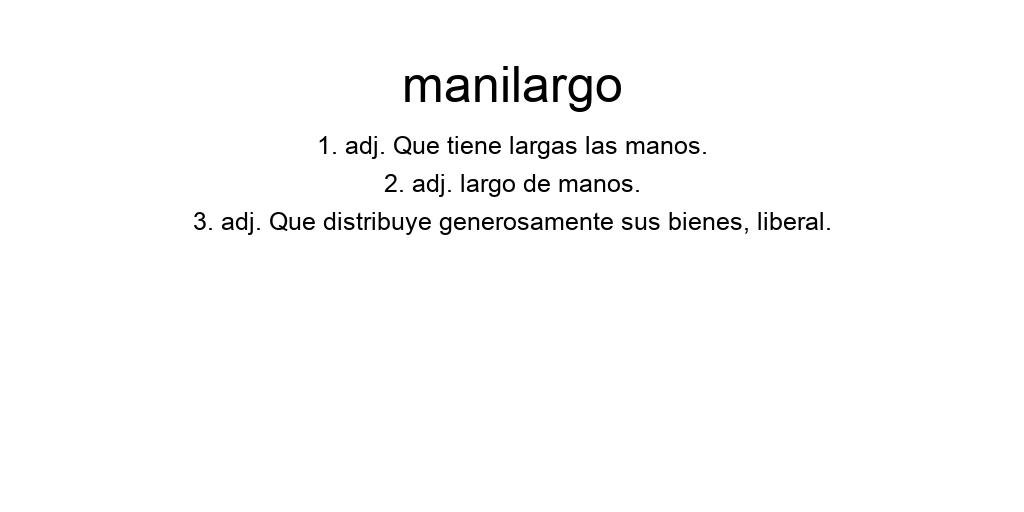 manilargo
1. adj. Que tiene largas las manos.
2. adj. largo de manos.
3. adj. Que distribuye generosamente sus bienes, liberal.